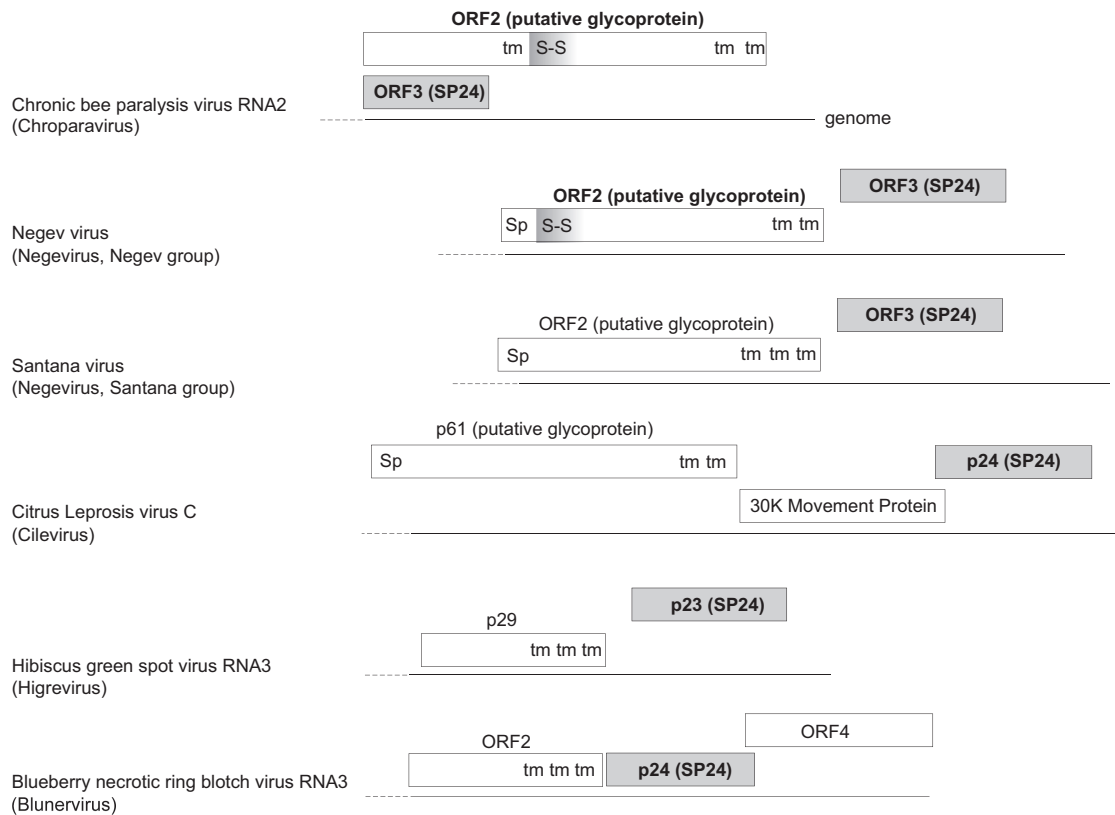 ORF2 (putative glycoprotein)
tm S-S tm tm
ORF3 (SP24)
Chronic bee paralysis virus RNA2
(Chroparavirus)
genome
ORF3 (SP24)
ORF2 (putative glycoprotein)
Sp S-S tm tm
Negev virus
(Negevirus, Negev group)
ORF3 (SP24)
ORF2 (putative glycoprotein)
Sp tm tm tm
Santana virus
(Negevirus, Santana group)
p61 (putative glycoprotein)
Sp tm tm
p24 (SP24)
30K Movement Protein
Citrus Leprosis virus C
(Cilevirus)
p23 (SP24)
p29
tm tm tm
Hibiscus green spot virus RNA3
(Higrevirus)
ORF4
ORF2
tm tm tm
p24 (SP24)
Blueberry necrotic ring blotch virus RNA3
(Blunervirus)